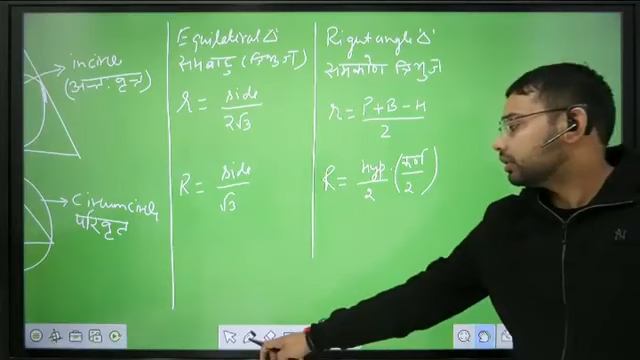 incircle
(अन्तः वृत्त)
Circumcircle
परिवृत्त
Equilateral Δ
समबाहु (त्रिभुज)
r = side / 2√3
R = side / √3
Right angle Δ
समकोण त्रिभुज
r = P + B - H / 2
R = hyp. / 2 (कर्ण / 2)